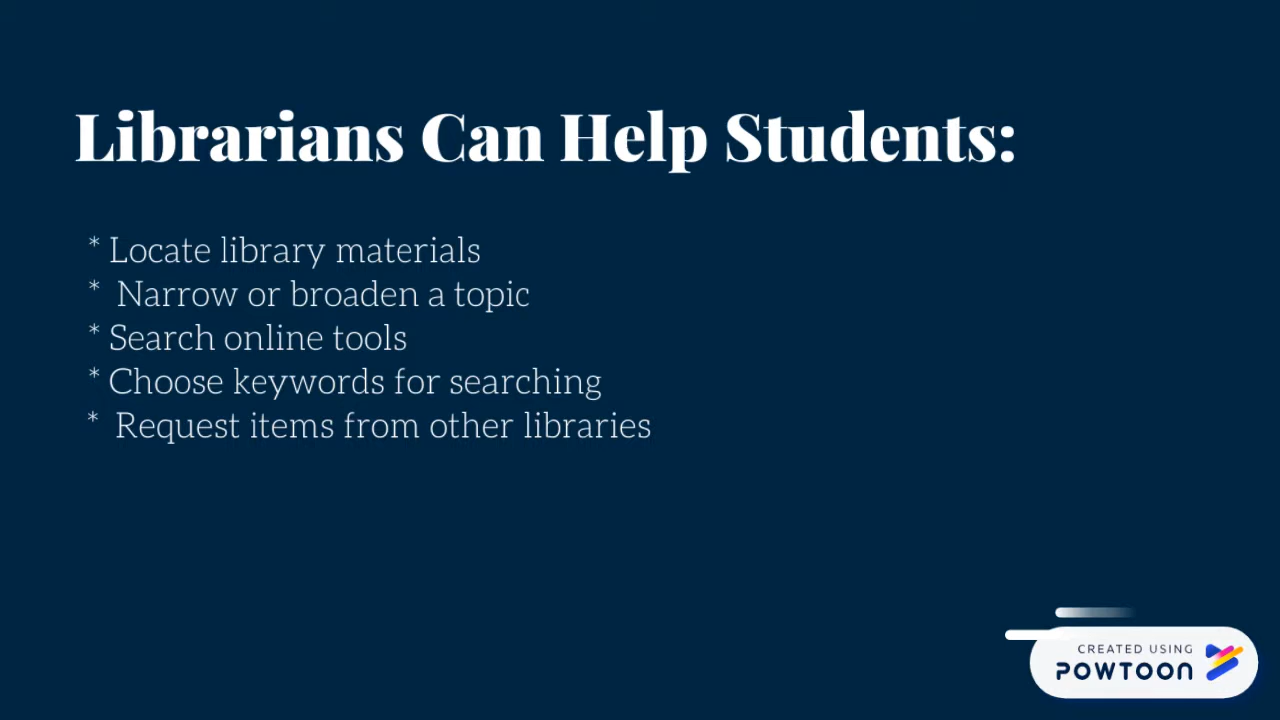 Librarians Can Help Students:
* Locate library materials
* Narrow or broaden a topic
* Search online tools
* Choose keywords for searching
* Request items from other libraries
CREATED USING
POWTOON